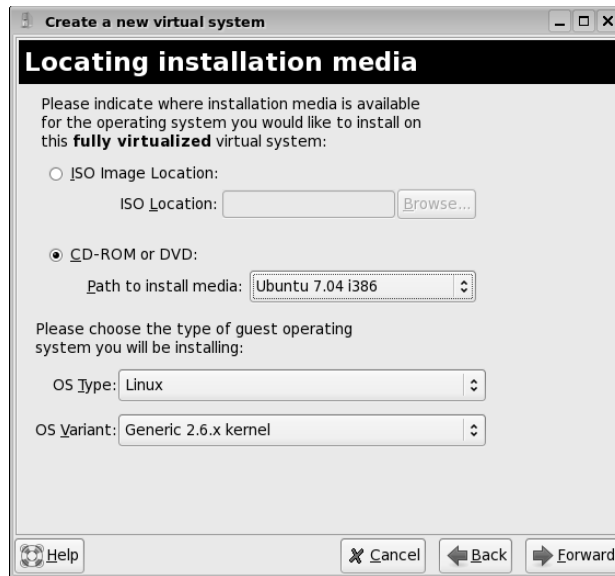 Create a new virtual system
Locating installation media
Please indicate where installation media is available
for the operating system you would like to install on
this fully virtualized virtual system:
ISO Image Location:
ISO Location:
Browse...
CD-ROM or DVD:
Path to install media: Ubuntu 7.04 i386
Please choose the type of guest operating
system you will be installing:
OS Type: Linux
OS Variant: Generic 2.6.x kernel
Help Cancel Back Forward